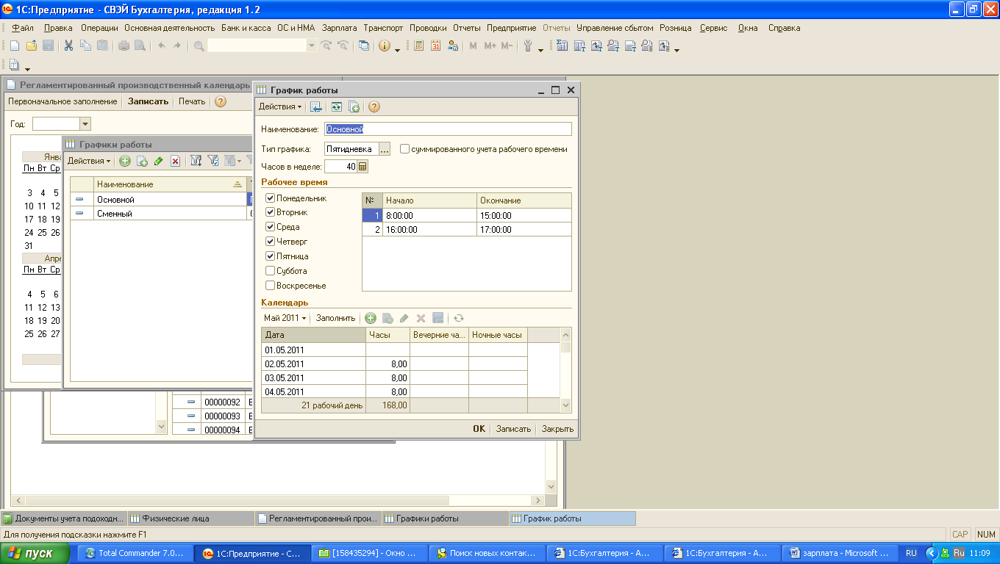 1С:Предприятие - СВЭЙ Бухгалтерия, редакция 1.2
Файл Правка Операции Основная деятельность Банк и касса ОС и НМА Зарплата Транспорт Проводки Отчеты Предприятие Отчеты Управление сбытом Розница Сервис Окна Справка
M M+ M-
Регламентированный производственный календарь
Первоначальное заполнение Записать Печать
Год:
Янва
Пн Вт Ср
3 4 5
10 11 12
17 18 19
24 25 26
31
Апре
Пн Вт Ср
4 5 6
11 12 13
18 19 20
25 26 27
Графики работы
Действия
Наименование
Основной
Сменный
00000092
00000093
00000094
График работы
Действия
Наименование: Основной
Тип графика: Пятидневка ... суммированного учета рабочего времени
Часов в неделе: 40
Рабочее время
Понедельник
Вторник
Среда
Четверг
Пятница
Суббота
Воскресенье
№ Начало Окончание
1 8:00:00 15:00:00
2 16:00:00 17:00:00
Календарь
Май 2011 Заполнить
Дата Часы Вечерние ча... Ночные часы
01.05.2011
02.05.2011 8,00
03.05.2011 8,00
04.05.2011 8,00
21 рабочий день 168,00
OK Записать Закрыть
Документы учета подоходн... Физические лица Регламентированный прои... Графики работы График работы
Для получения подсказки нажмите F1 CAP NUM
пуск Total Commander 7.0... 1С:Предприятие - С... [158435294] - Окно ... Поиск новых контак... 1С:Бухгалтерия - А... 1С:Бухгалтерия - А... зарплата - Microsoft ... RU Ru 11:09